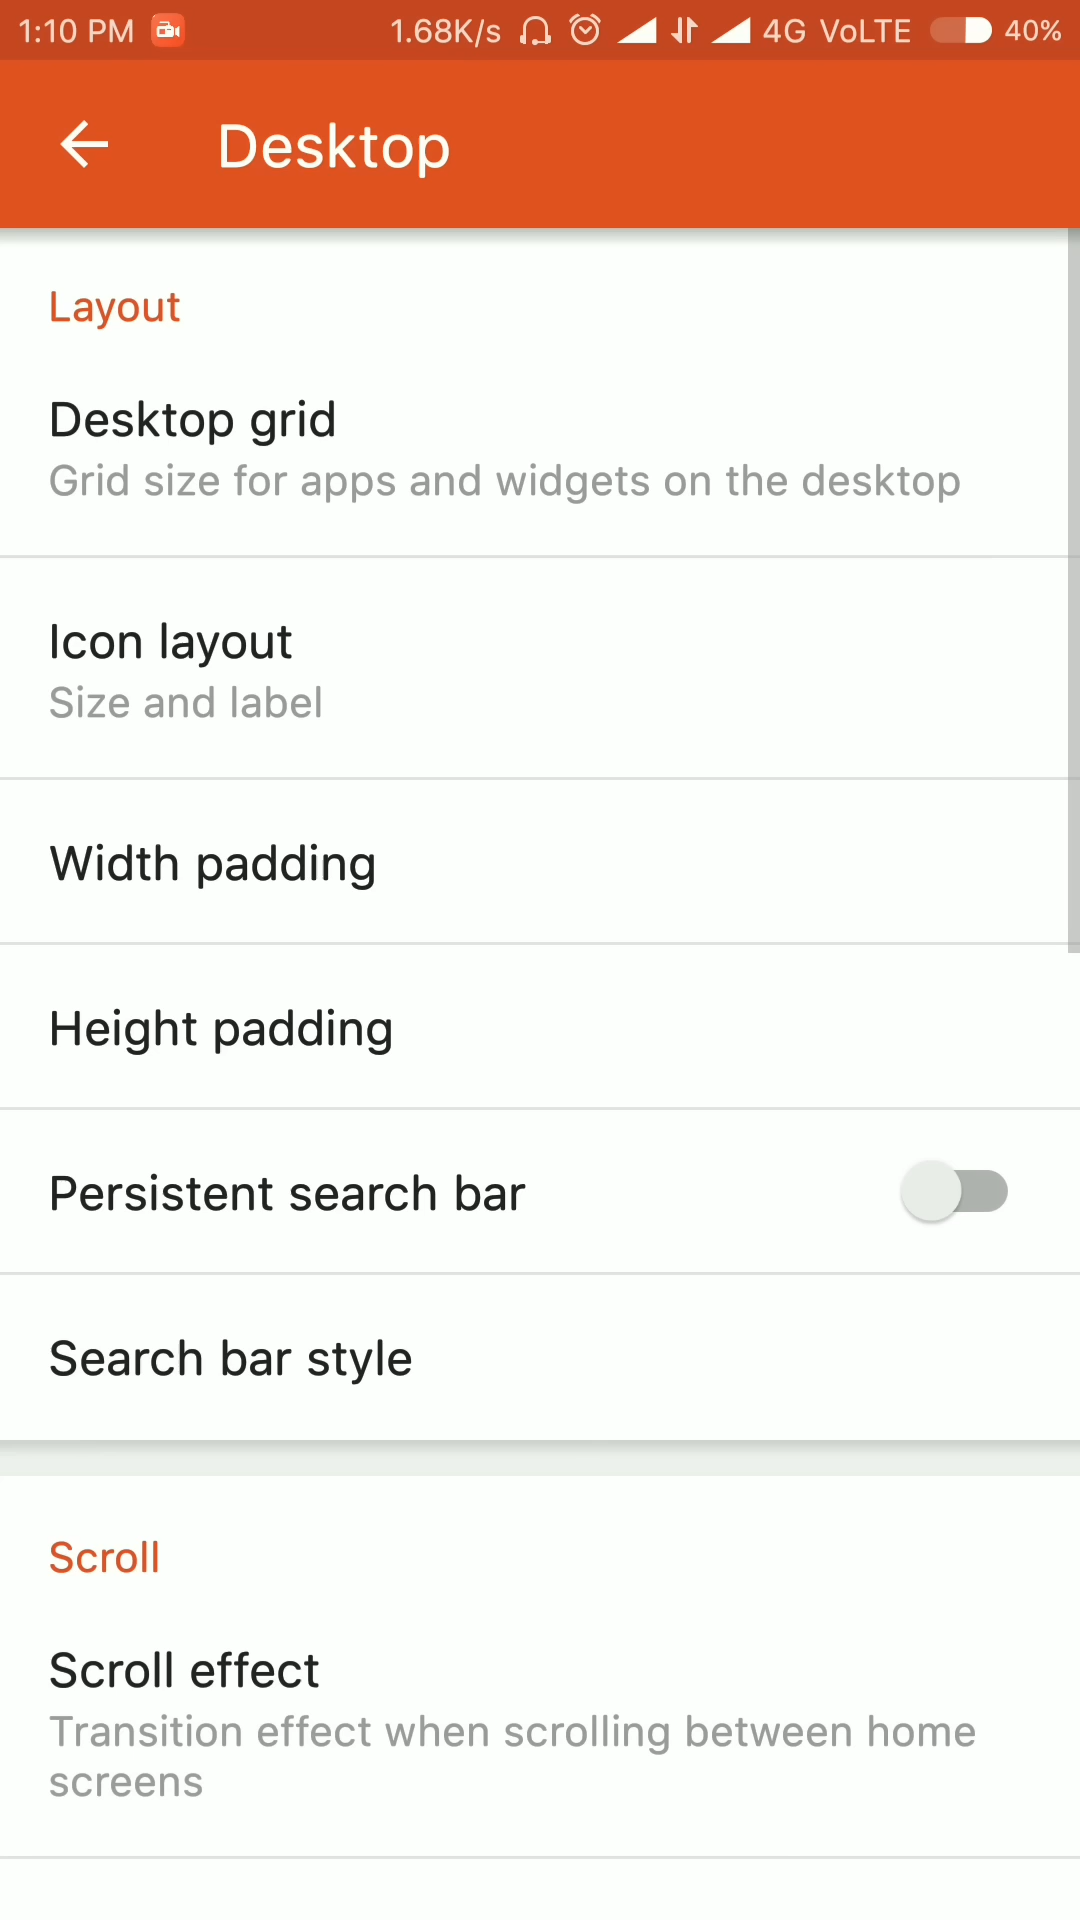 1:10 PM 1.68K/s 4G VoLTE 40%
Desktop
Layout
Desktop grid
Grid size for apps and widgets on the desktop
Icon layout
Size and label
Width padding
Height padding
Persistent search bar
Search bar style
Scroll
Scroll effect
Transition effect when scrolling between home
screens